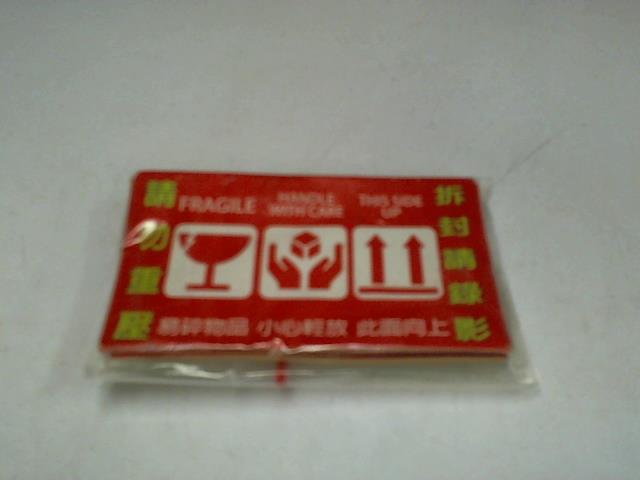 請勿重壓
FRAGILE
HANDLE
WITH CARE
THIS SIDE
UP
拆封請錄影
易碎物品 小心輕放 此面向上